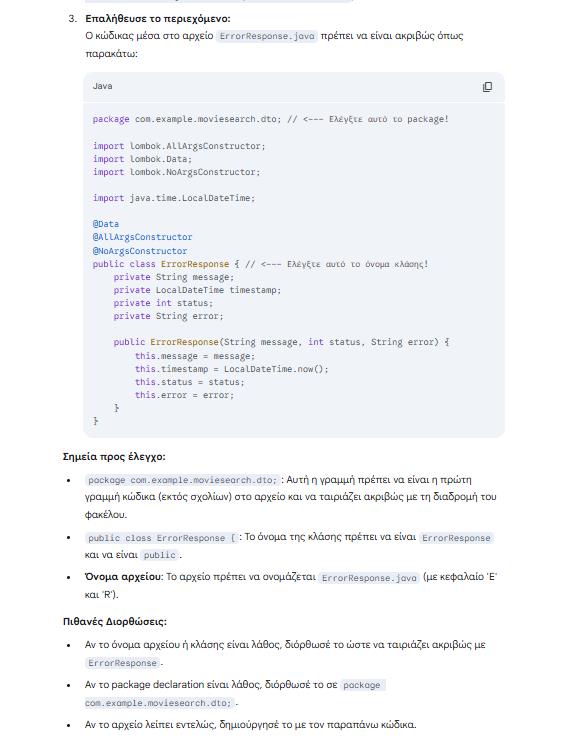 3. Επαλήθευσε το περιεχόμενο:
Ο κώδικας μέσα στο αρχείο ErrorResponse.java πρέπει να είναι ακριβώς όπως
παρακάτω:
Java
package com.example.moviesearch.dto; // <--- Ελέγξτε αυτό το package!
import lombok.AllArgsConstructor;
import lombok.Data;
import lombok.NoArgsConstructor;
import java.time.LocalDateTime;
@Data
@AllArgsConstructor
@NoArgsConstructor
public class ErrorResponse { // <--- Ελέγξτε αυτό το όνομα κλάσης!
    private String message;
    private LocalDateTime timestamp;
    private int status;
    private String error;
    public ErrorResponse(String message, int status, String error) {
        this.message = message;
        this.timestamp = LocalDateTime.now();
        this.status = status;
        this.error = error;
    }
}
Σημεία προς έλεγχο:
• package com.example.moviesearch.dto; : Αυτή η γραμμή πρέπει να είναι η πρώτη
γραμμή κώδικα (εκτός σχολίων) στο αρχείο και να ταιριάζει ακριβώς με τη διαδρομή του
φακέλου.
• public class ErrorResponse { : Το όνομα της κλάσης πρέπει να είναι ErrorResponse
και να είναι public .
• Όνομα αρχείου: Το αρχείο πρέπει να ονομάζεται ErrorResponse.java (με κεφαλαίο 'E'
και 'R').
Πιθανές Διορθώσεις:
• Αν το όνομα αρχείου ή κλάσης είναι λάθος, διόρθωσέ το ώστε να ταιριάζει ακριβώς με
ErrorResponse .
• Αν το package declaration είναι λάθος, διόρθωσέ το σε package
com.example.moviesearch.dto; .
• Αν το αρχείο λείπει εντελώς, δημιούργησέ το με τον παραπάνω κώδικα.